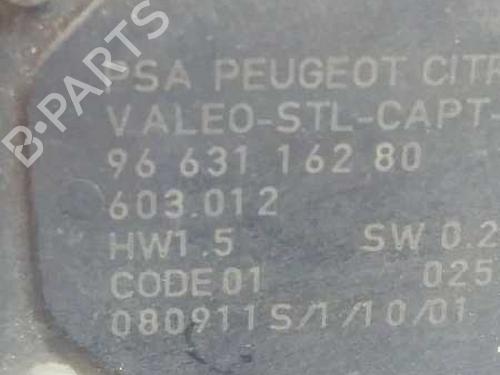 PSA PEUGEOT CITR
VALEO-STL-CAPT-
96 631 162 80
603.012
HW1.5 SW 0.2
CODE 01 025
080911S/1/10/01
B-PARTS